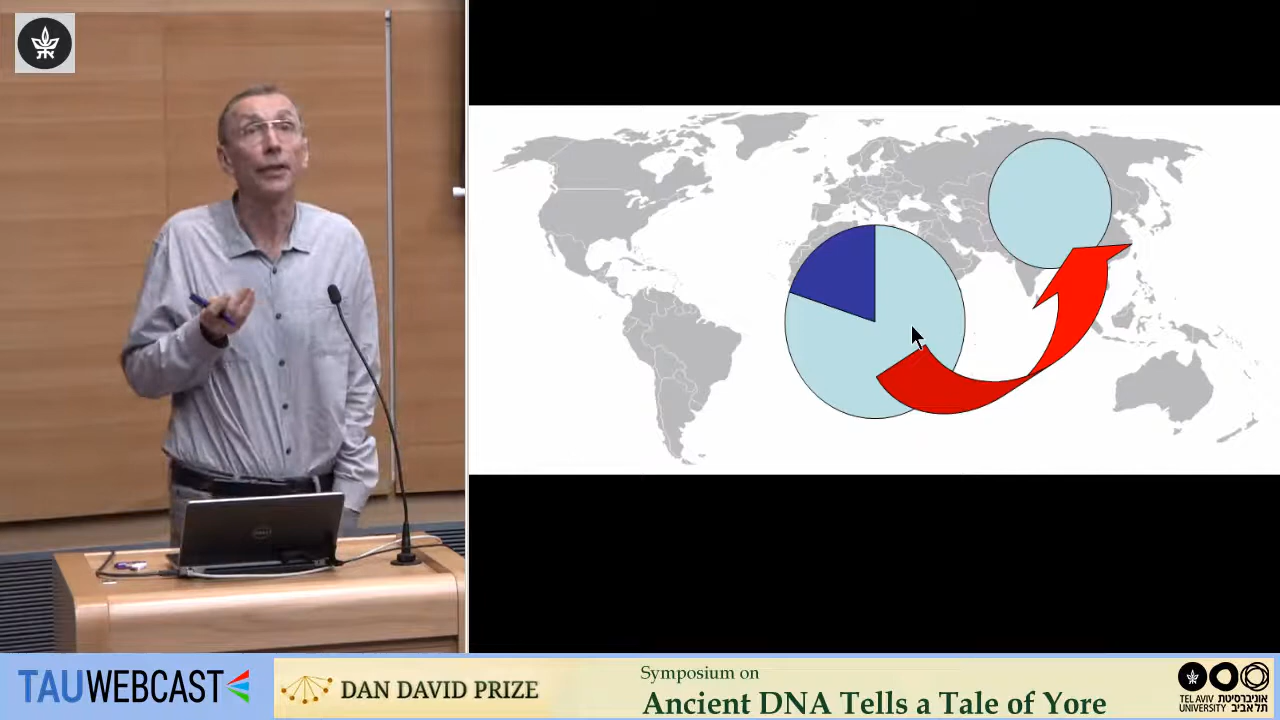 TAUWEBCAST
DAN DAVID PRIZE
Symposium on
Ancient DNA Tells a Tale of Yore
TEL AVIV אוניברסיטת
UNIVERSITY תל אביב